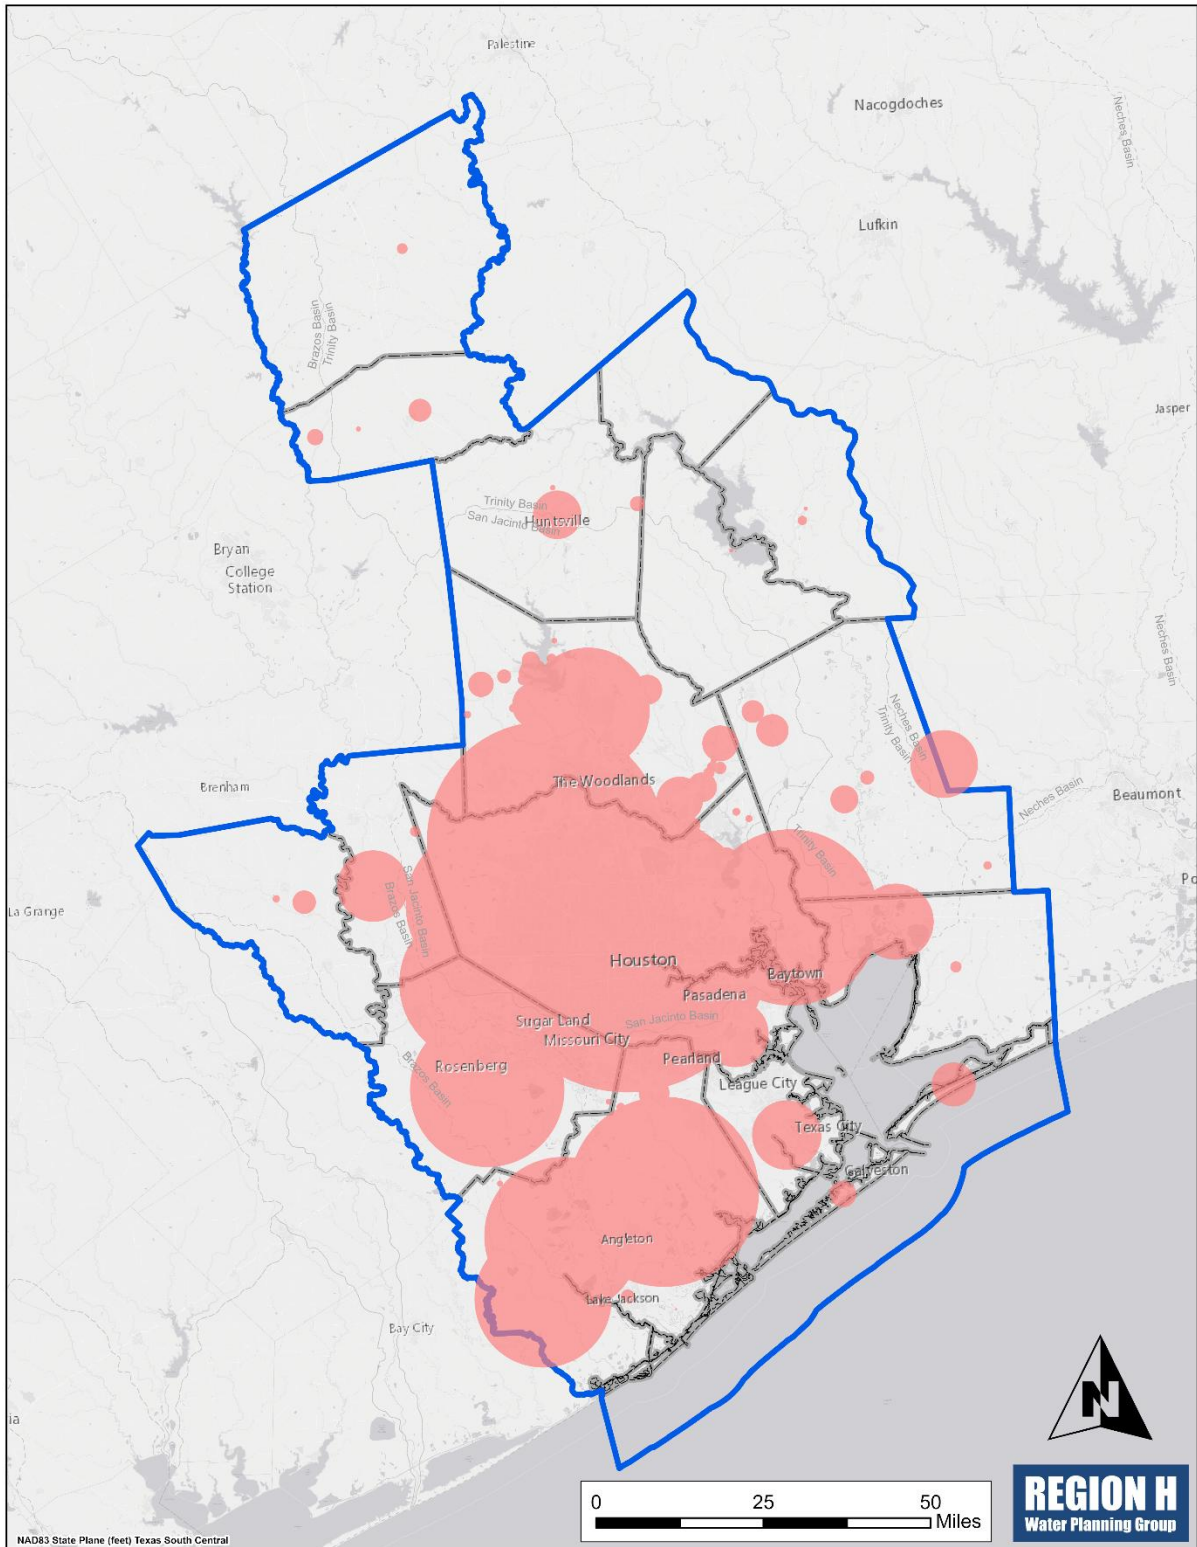 Palestine
Nacogdoches
Neches Basin
Lufkin
Brazos Basin
Trinity Basin
Jasper
Trinity Basin
San Jacinto Basin
Huntsville
Bryan
College
Station
Neches Basin
Neches Basin
Trinity Basin
The Woodlands
Brenham
Neches Basin
Beaumont
Trinity Basin
Po
La Grange
San Jacinto Basin
Brazos Basin
Houston
Baytown
Pasadena
Sugar Land
San Jacinto Basin
Missouri City
Rosenberg
Pearland
Brazos Basin
League City
Texas City
Galveston
Angleton
Lake Jackson
Bay City
ia
N
0 25 50
Miles
REGION H
Water Planning Group
NAD83 State Plane (feet) Texas South Central